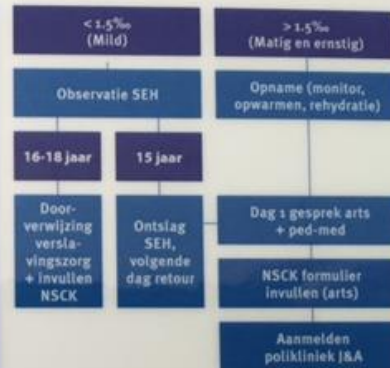 < 1.5‰
(Mild)
> 1.5‰
(Matig en ernstig)
Observatie SEH
Opname (monitor,
opwarmen, rehydratie)
16-18 jaar
15 jaar
Door-
verwijzing
versla-
vingszorg
+ invullen
NSCK
Ontslag
SEH,
volgende
dag retour
Dag 1 gesprek arts
+ ped-med
NSCK formulier
invullen (arts)
Aanmelden
polikliniek J&A